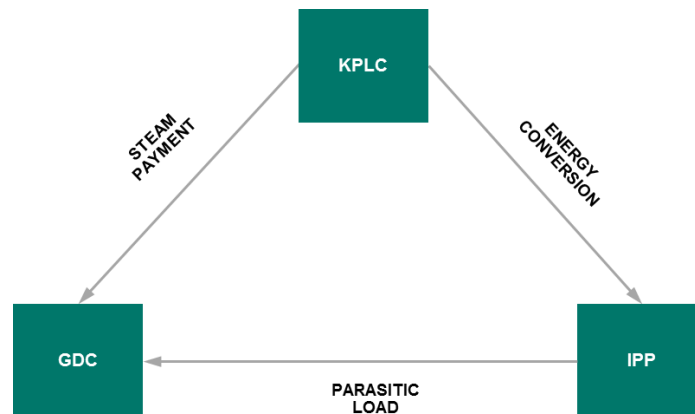 KPLC
STEAM
PAYMENT
ENERGY
CONVERSION
GDC
IPP
PARASITIC
LOAD